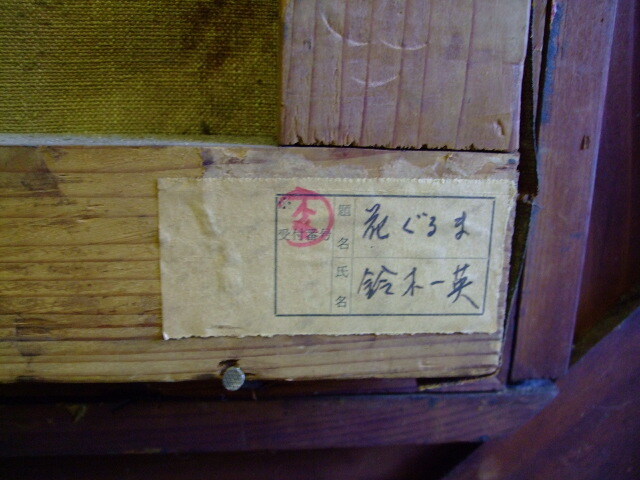 受付番号
題名
花ぐるま
氏名
鈴木一英